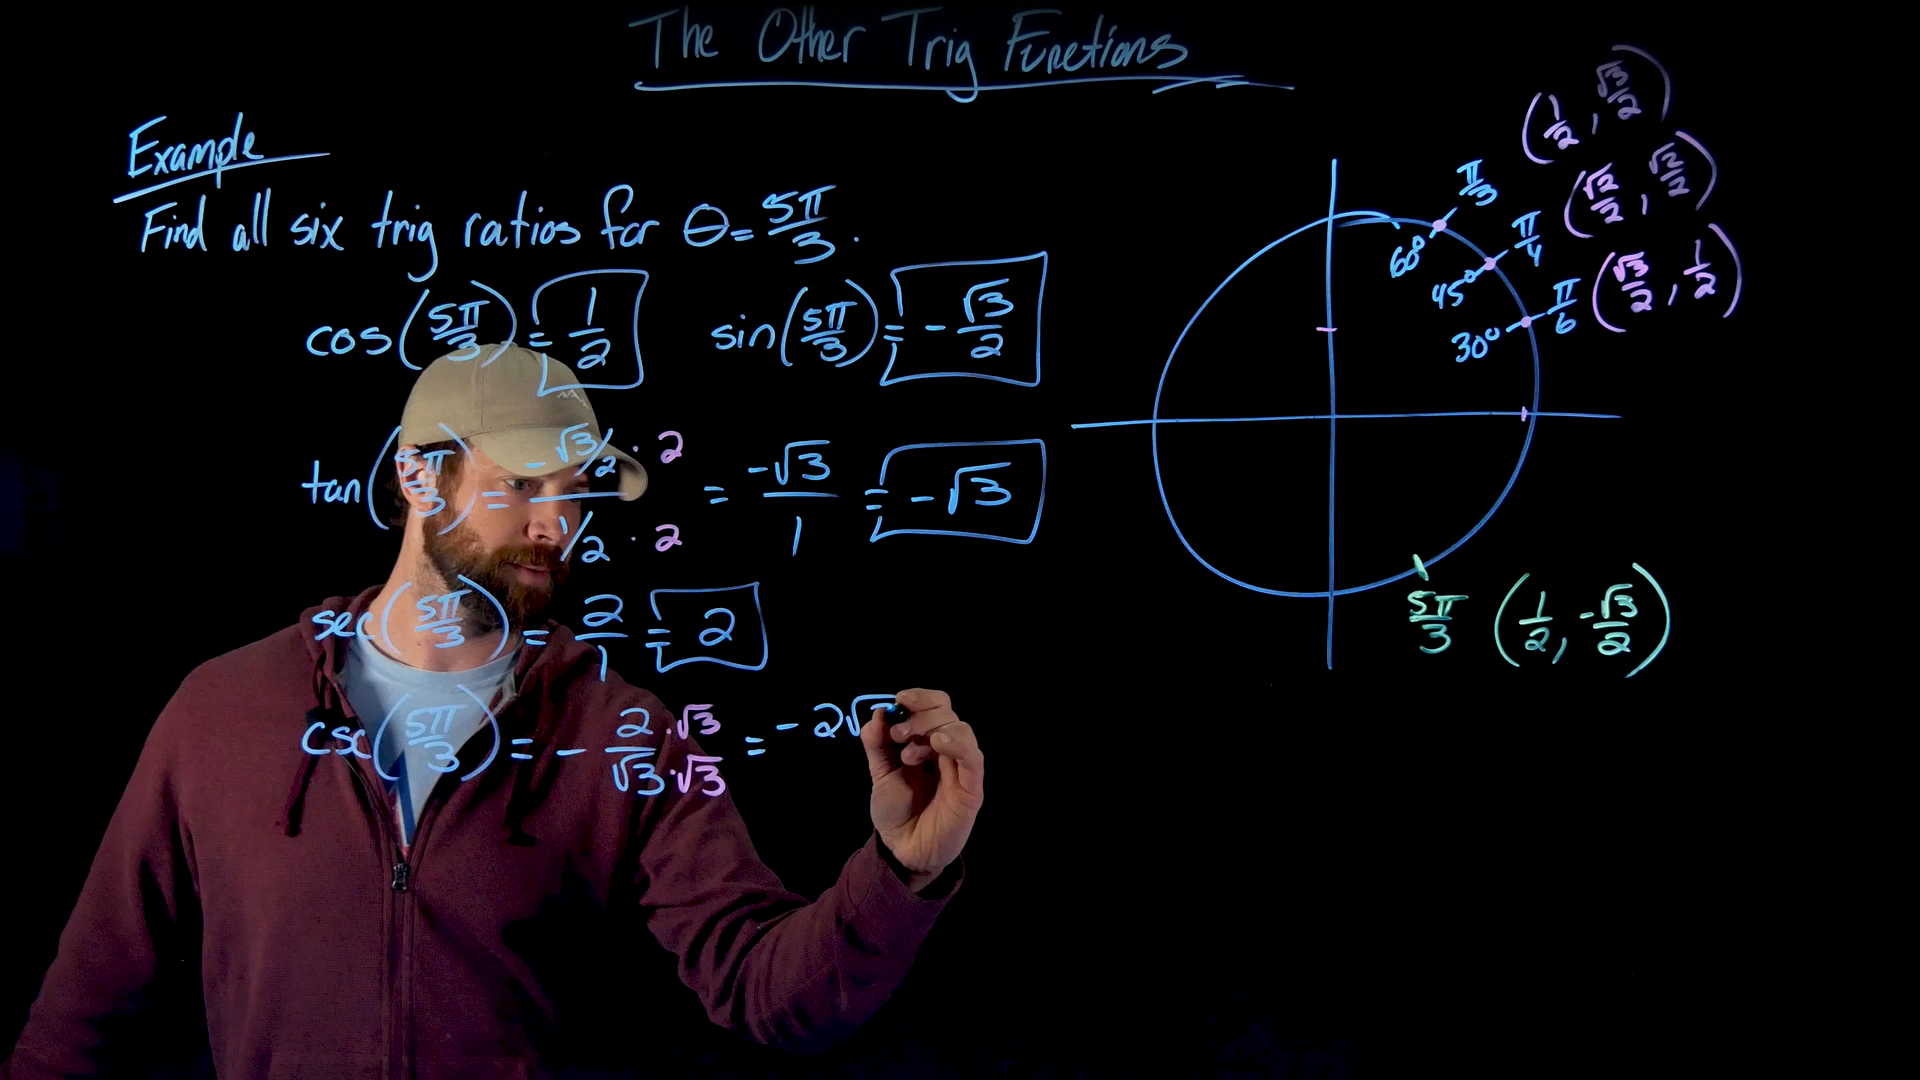 The Other Trig Functions
Example
Find all six trig ratios for θ = 5π/3.
cos(5π/3) = 1/2
sin(5π/3) = -√3/2
tan(5π/3) = (-√3/2 · 2)/(1/2 · 2) = -√3/1 = -√3
sec(5π/3) = 2/1 = 2
csc(5π/3) = - (2 · √3)/(√3 · √3) = - 2√
(1/2, √3/2)
π/3
60°
(√2/2, √2/2)
π/4
45°
(√3/2, 1/2)
π/6
30°
5π/3 (1/2, -√3/2)